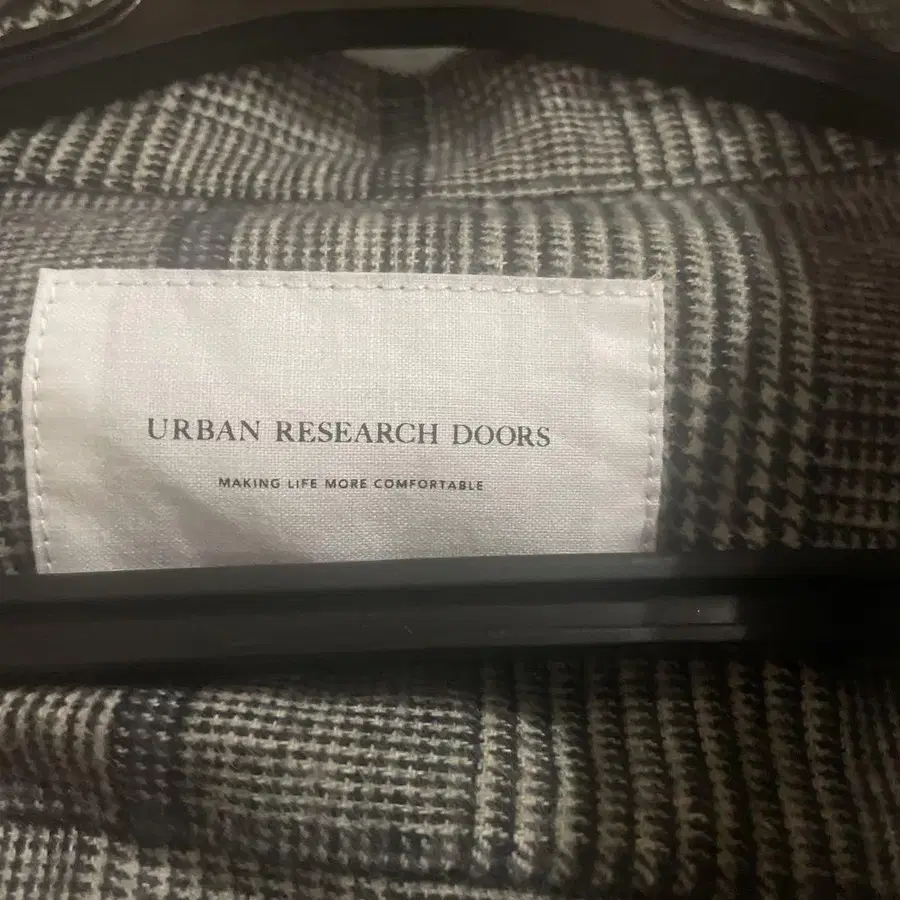 URBAN RESEARCH DOORS
MAKING LIFE MORE COMFORTABLE